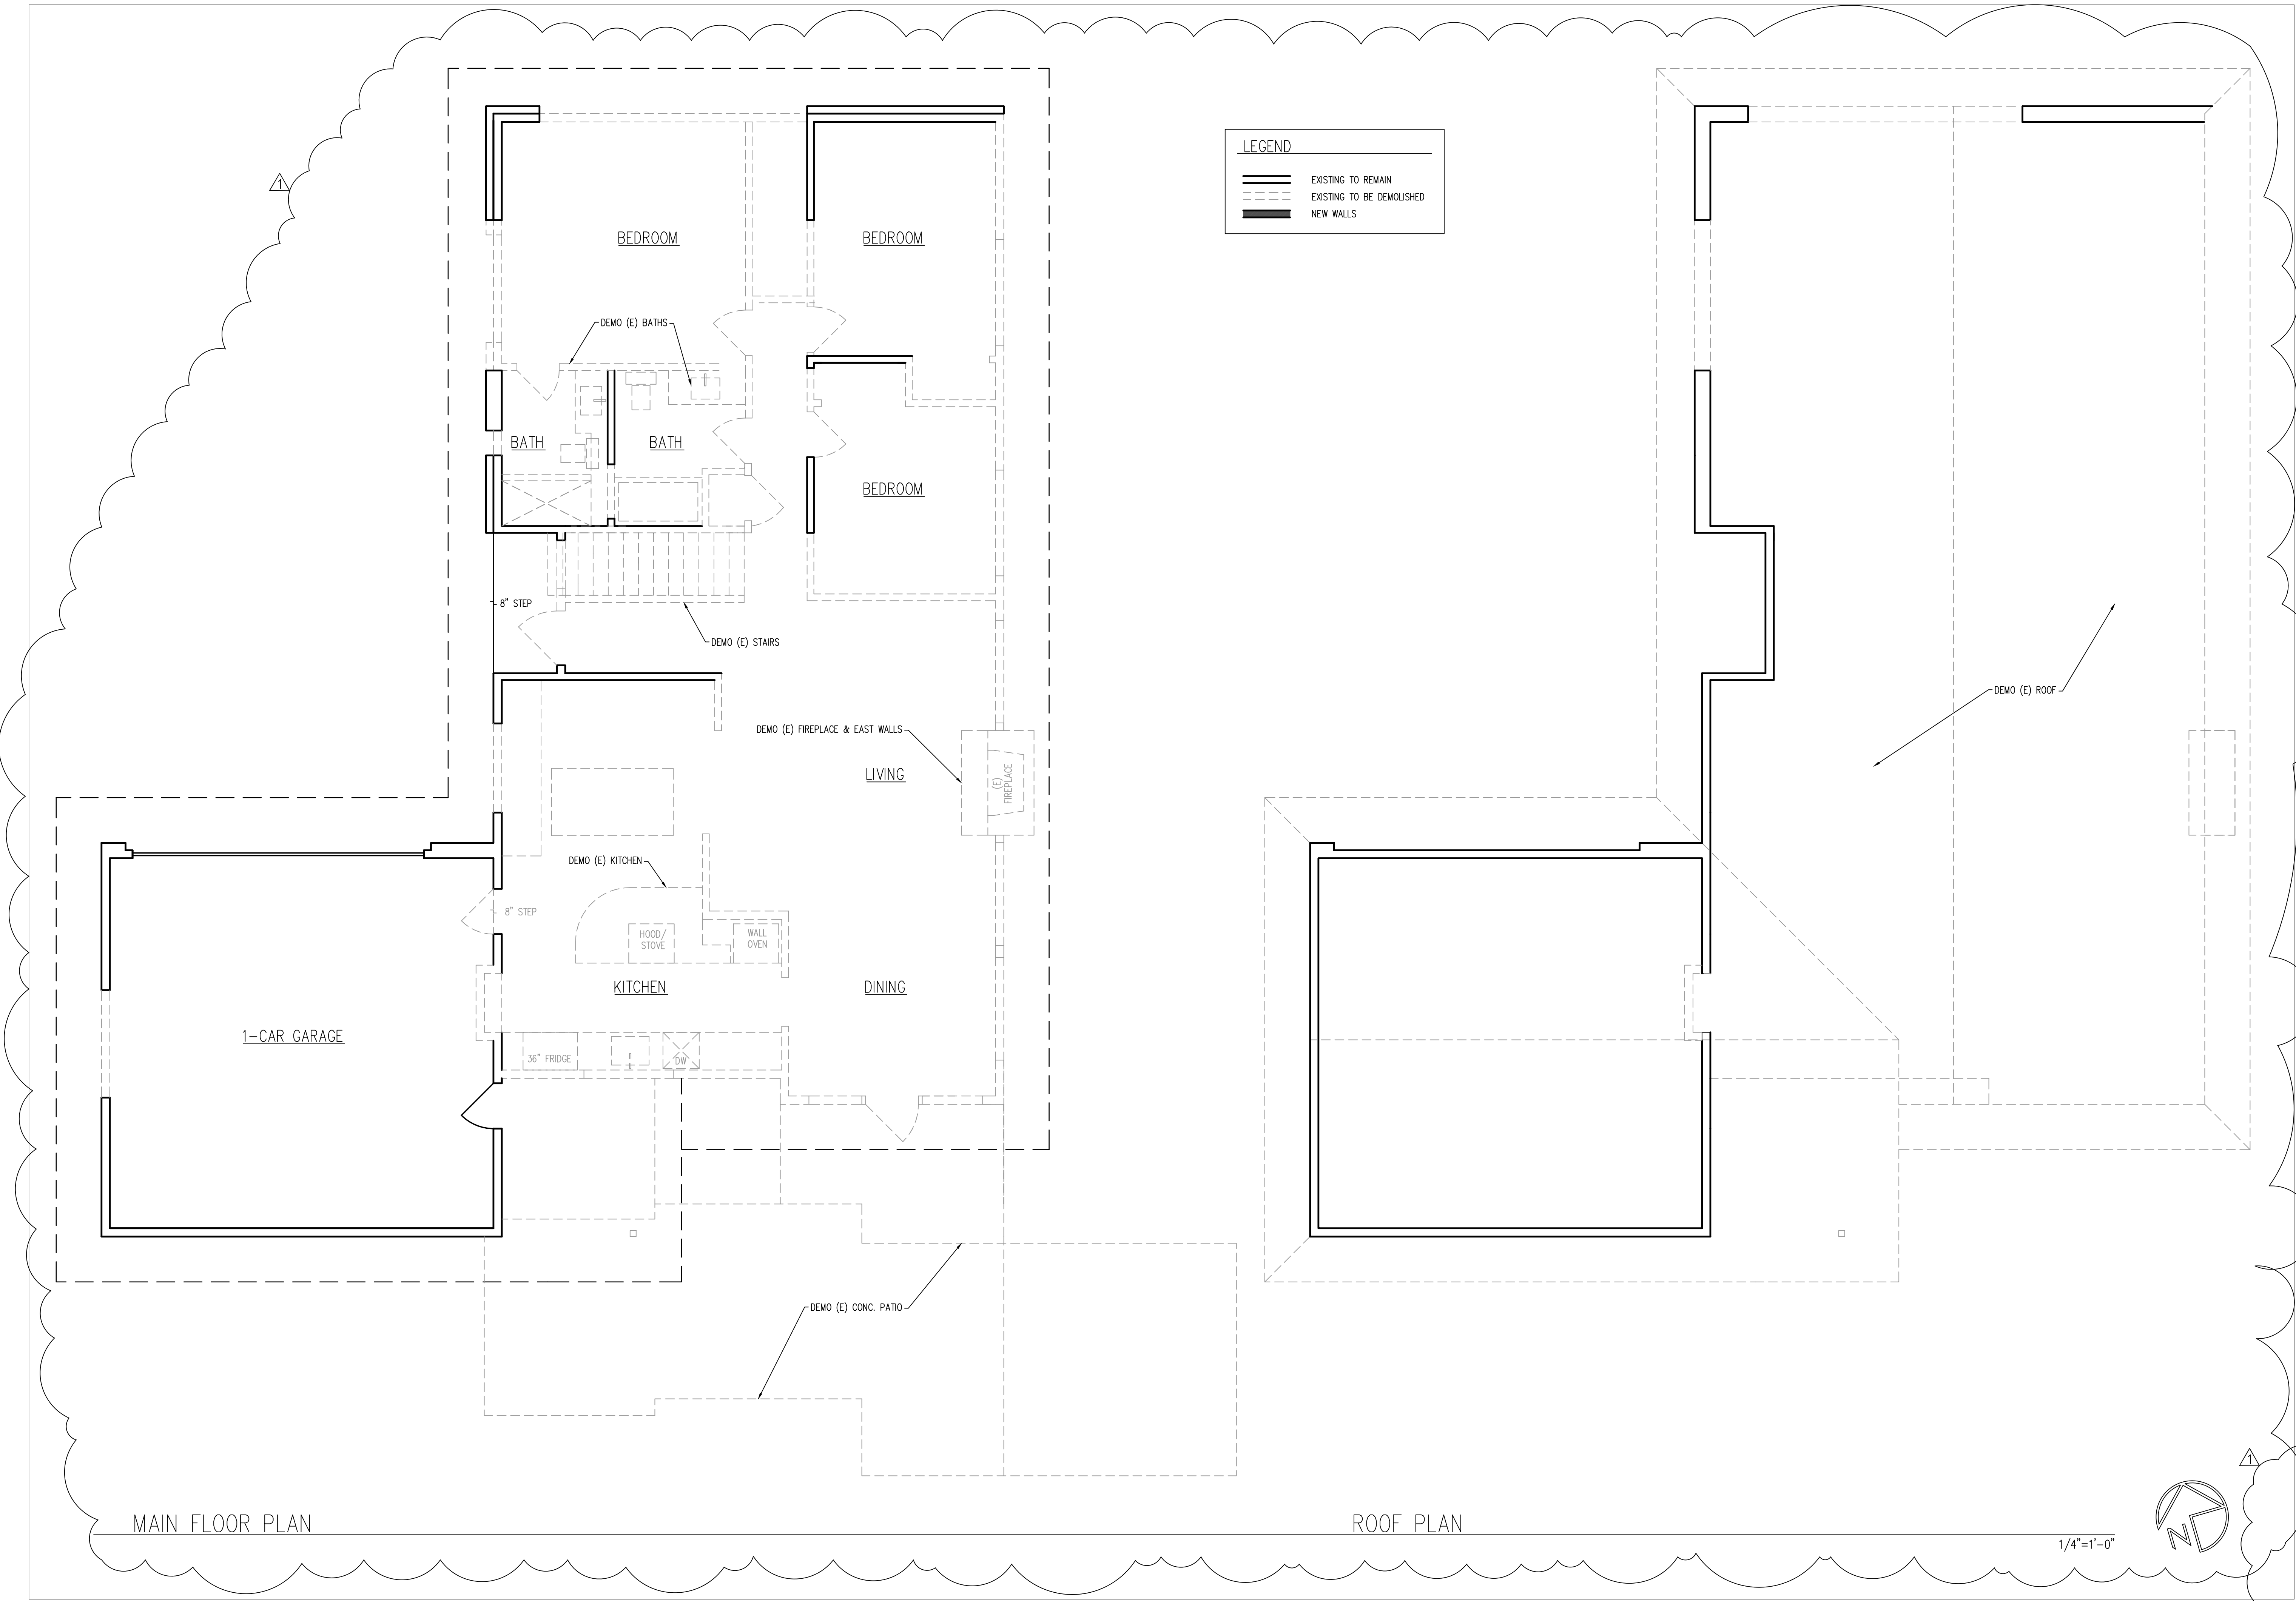 1
LEGEND
EXISTING TO REMAIN
EXISTING TO BE DEMOLISHED
NEW WALLS
BEDROOM
BEDROOM
DEMO (E) BATHS
BATH
BATH
BEDROOM
8" STEP
DEMO (E) STAIRS
DEMO (E) ROOF
DEMO (E) FIREPLACE & EAST WALLS
LIVING
(E)
FIREPLACE
DEMO (E) KITCHEN
8" STEP
HOOD/
STOVE
WALL
OVEN
KITCHEN
DINING
1-CAR GARAGE
36" FRIDGE
DW
DEMO (E) CONC. PATIO
1
MAIN FLOOR PLAN
ROOF PLAN
1/4"=1'-0"
N